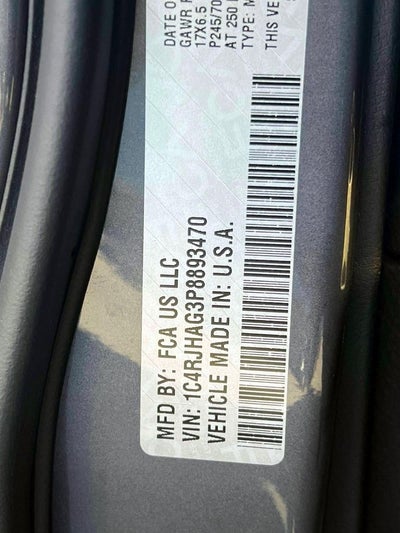 DATE O
GAWR R
17X6.5
P245/70
AT 250
TYPE: M
THIS VE
MFD BY: FCA US LLC
VIN: 1C4RJHAG3P8893470
VEHICLE MADE IN: U.S.A.